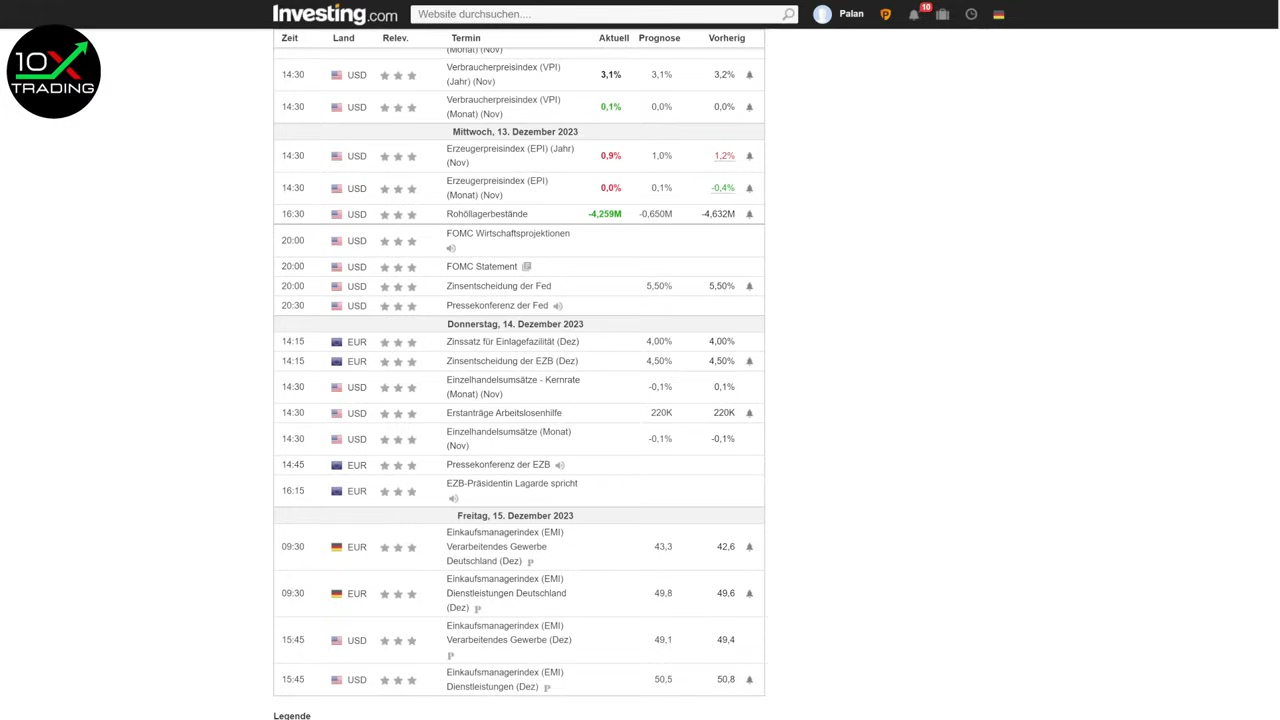 Investing.com Website durchsuchen.... Palan 10
10X
TRADING
Zeit Land Relev. Termin Aktuell Prognose Vorherig
(Monat) (Nov)
14:30 USD Verbraucherpreisindex (VPI) 3,1% 3,1% 3,2%
(Jahr) (Nov)
14:30 USD Verbraucherpreisindex (VPI) 0,1% 0,0% 0,0%
(Monat) (Nov)
Mittwoch, 13. Dezember 2023
14:30 USD Erzeugerpreisindex (EPI) (Jahr) 0,9% 1,0% 1,2%
(Nov)
14:30 USD Erzeugerpreisindex (EPI) 0,0% 0,1% -0,4%
(Monat) (Nov)
16:30 USD Rohöllagerbestände -4,259M -0,650M -4,632M
20:00 USD FOMC Wirtschaftsprojektionen
20:00 USD FOMC Statement
20:00 USD Zinsentscheidung der Fed 5,50% 5,50%
20:30 USD Pressekonferenz der Fed
Donnerstag, 14. Dezember 2023
14:15 EUR Zinssatz für Einlagefazilität (Dez) 4,00% 4,00%
14:15 EUR Zinsentscheidung der EZB (Dez) 4,50% 4,50%
14:30 USD Einzelhandelsumsätze - Kernrate -0,1% 0,1%
(Monat) (Nov)
14:30 USD Erstanträge Arbeitslosenhilfe 220K 220K
14:30 USD Einzelhandelsumsätze (Monat) -0,1% -0,1%
(Nov)
14:45 EUR Pressekonferenz der EZB
16:15 EUR EZB-Präsidentin Lagarde spricht
Freitag, 15. Dezember 2023
09:30 EUR Einkaufsmanagerindex (EMI) 43,3 42,6
Verarbeitendes Gewerbe
Deutschland (Dez) P
09:30 EUR Einkaufsmanagerindex (EMI) 49,8 49,6
Dienstleistungen Deutschland
(Dez) P
15:45 USD Einkaufsmanagerindex (EMI) 49,1 49,4
Verarbeitendes Gewerbe (Dez)
P
15:45 USD Einkaufsmanagerindex (EMI) 50,5 50,8
Dienstleistungen (Dez) P
Legende